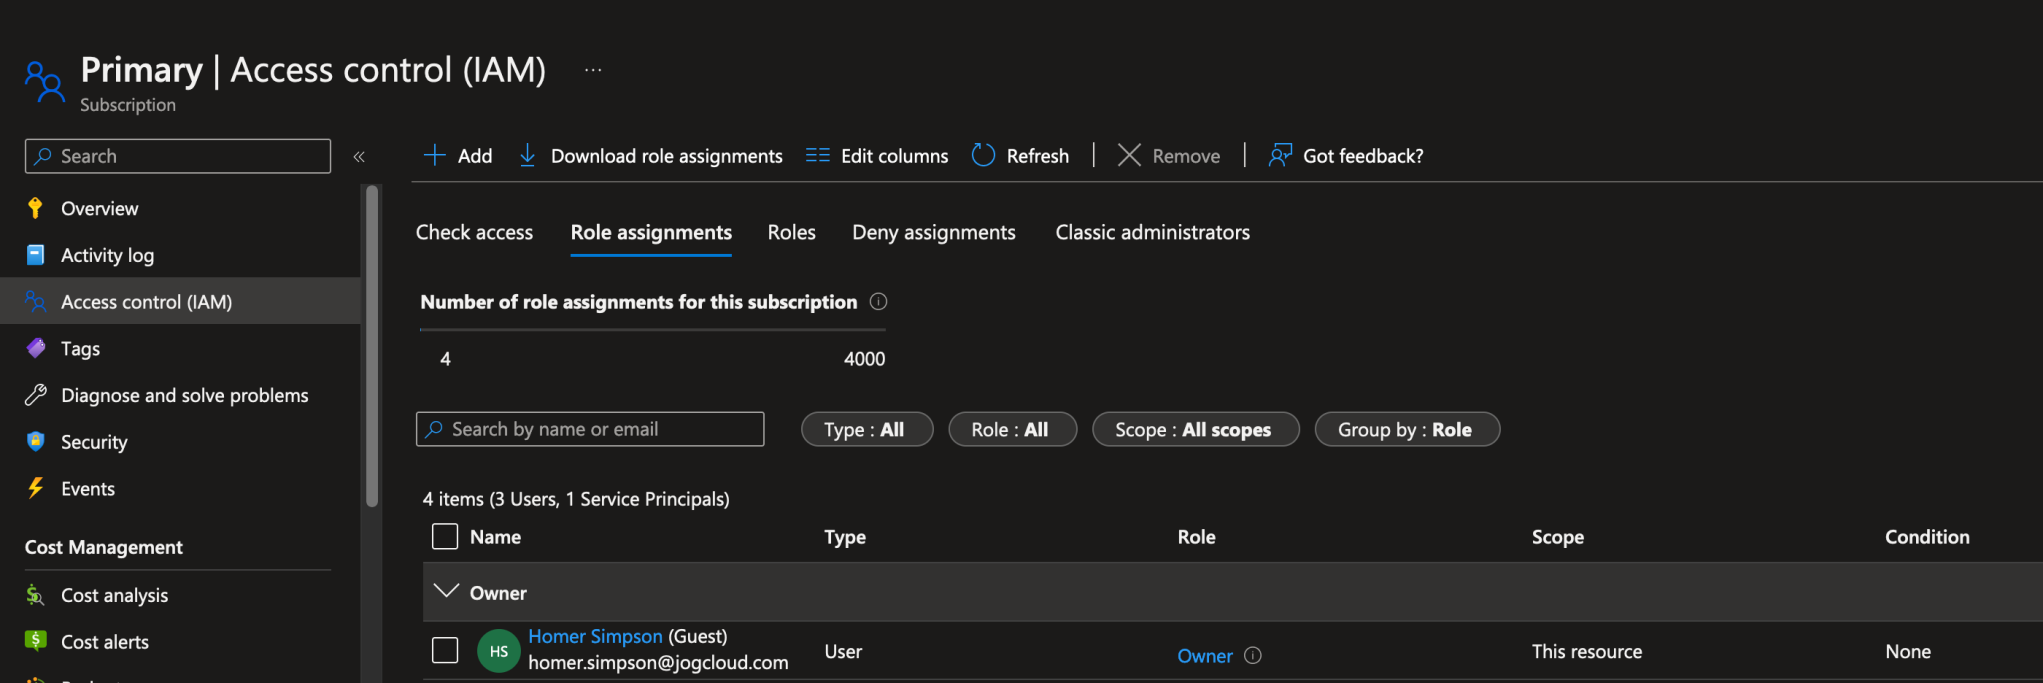 Primary | Access control (IAM) ...
Subscription
Search
«
Add
Download role assignments
Edit columns
Refresh
Remove
Got feedback?
Overview
Activity log
Access control (IAM)
Tags
Diagnose and solve problems
Security
Events
Cost Management
Cost analysis
Cost alerts
Check access
Role assignments
Roles
Deny assignments
Classic administrators
Number of role assignments for this subscription
4
4000
Search by name or email
Type : All
Role : All
Scope : All scopes
Group by : Role
4 items (3 Users, 1 Service Principals)
Name Type Role Scope Condition
Owner
HS
Homer Simpson (Guest)
homer.simpson@jogcloud.com
User
Owner
This resource
None